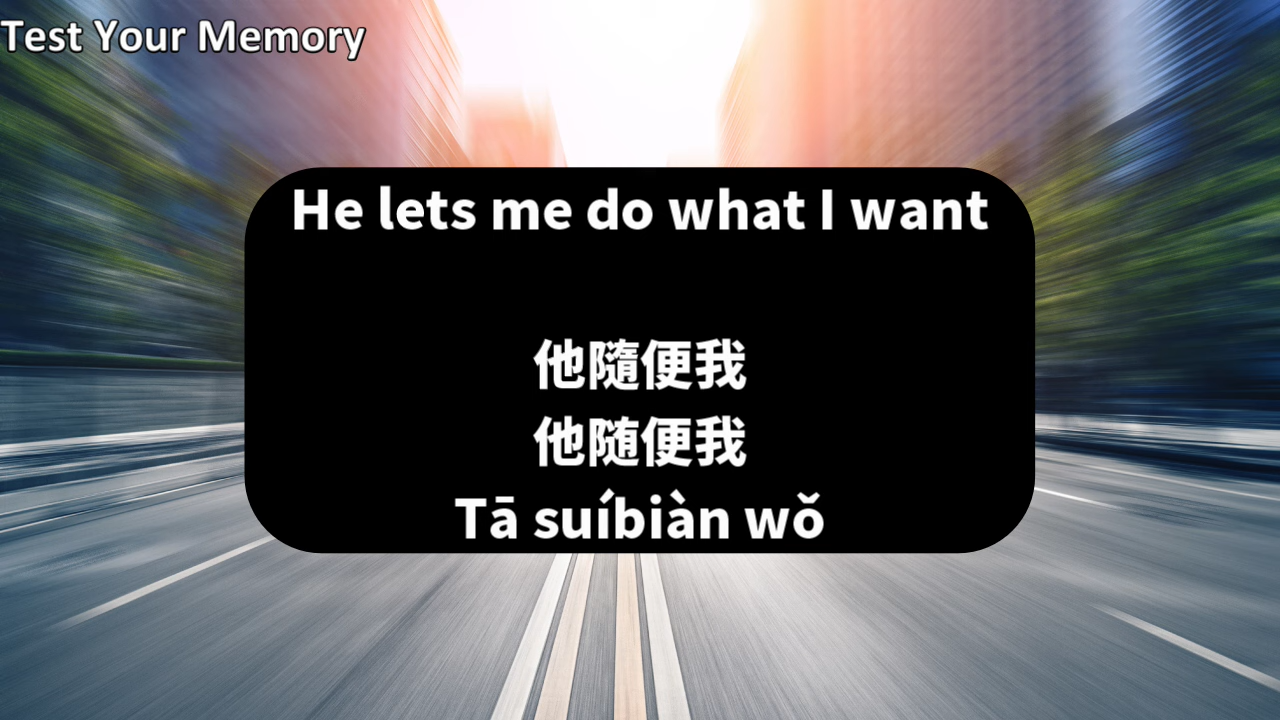 Test Your Memory
He lets me do what I want
他隨便我
他随便我
Tā suíbiàn wǒ